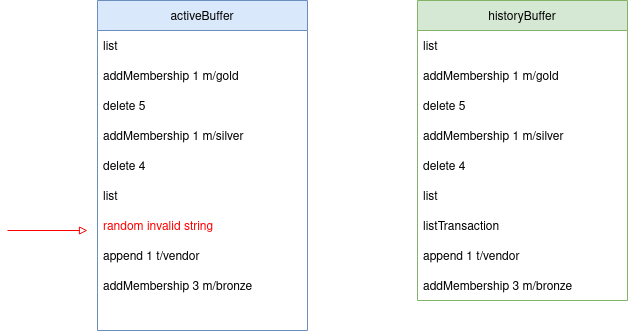 activeBuffer
list
addMembership 1 m/gold
delete 5
addMembership 1 m/silver
delete 4
list
random invalid string
append 1 t/vendor
addMembership 3 m/bronze
historyBuffer
list
addMembership 1 m/gold
delete 5
addMembership 1 m/silver
delete 4
list
listTransaction
append 1 t/vendor
addMembership 3 m/bronze